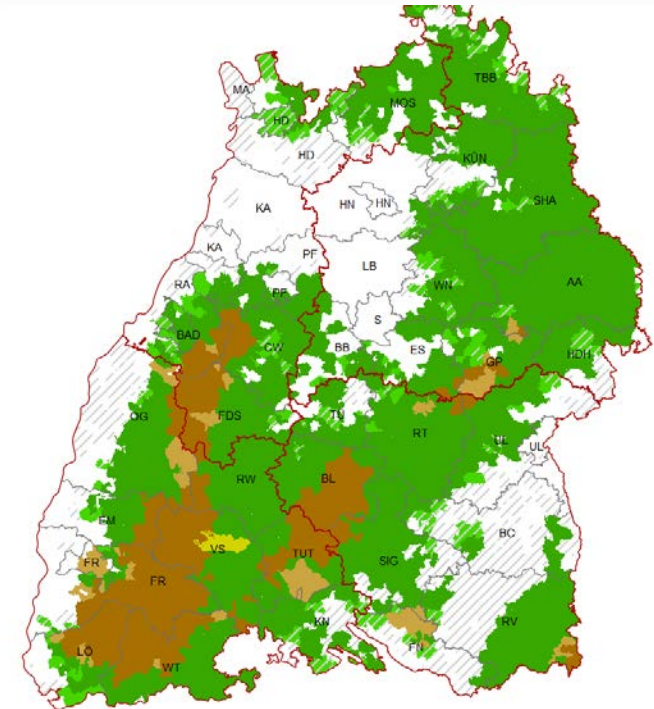 TBB
MA
MOS
HD
HD
KÜN
HN
HN
SHA
KA
KA
PF
LB
AA
RA
PF
WN
S
BAD
CW
BB
ES
GP
HDH
TÜ
OG
FDS
RT
UL
UL
RW
BL
EM
BC
VS
TUT
SIG
FR
FR
KN
RV
FN
LÖ
WT